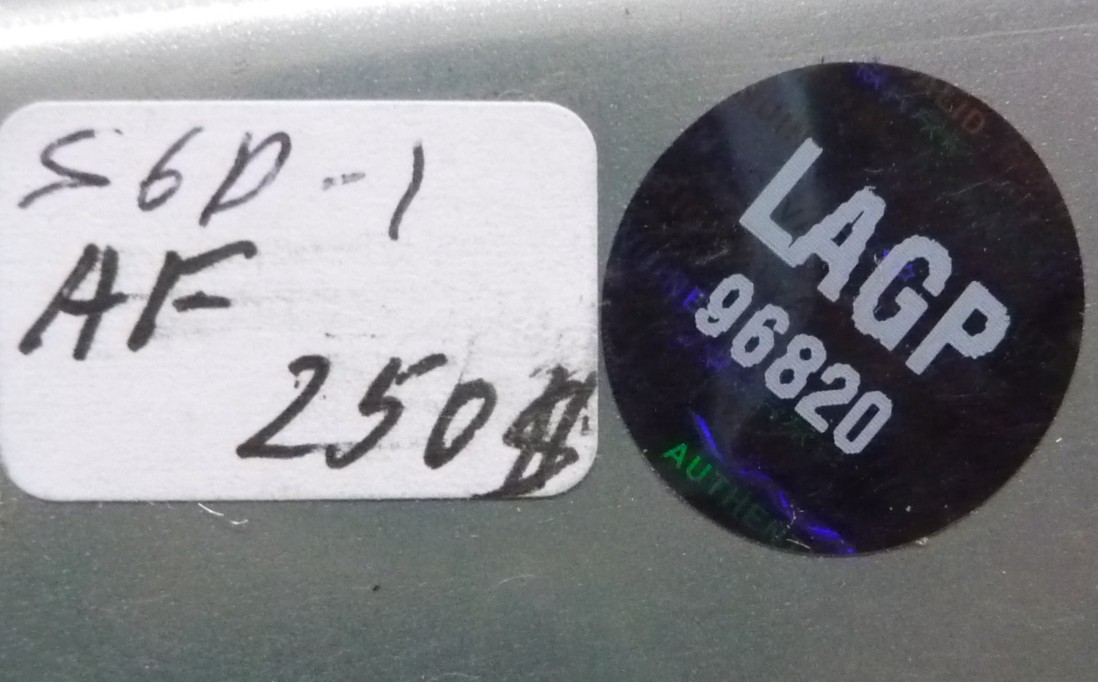 S6D-1
AF
250
LAGP
96820
AUTHEN